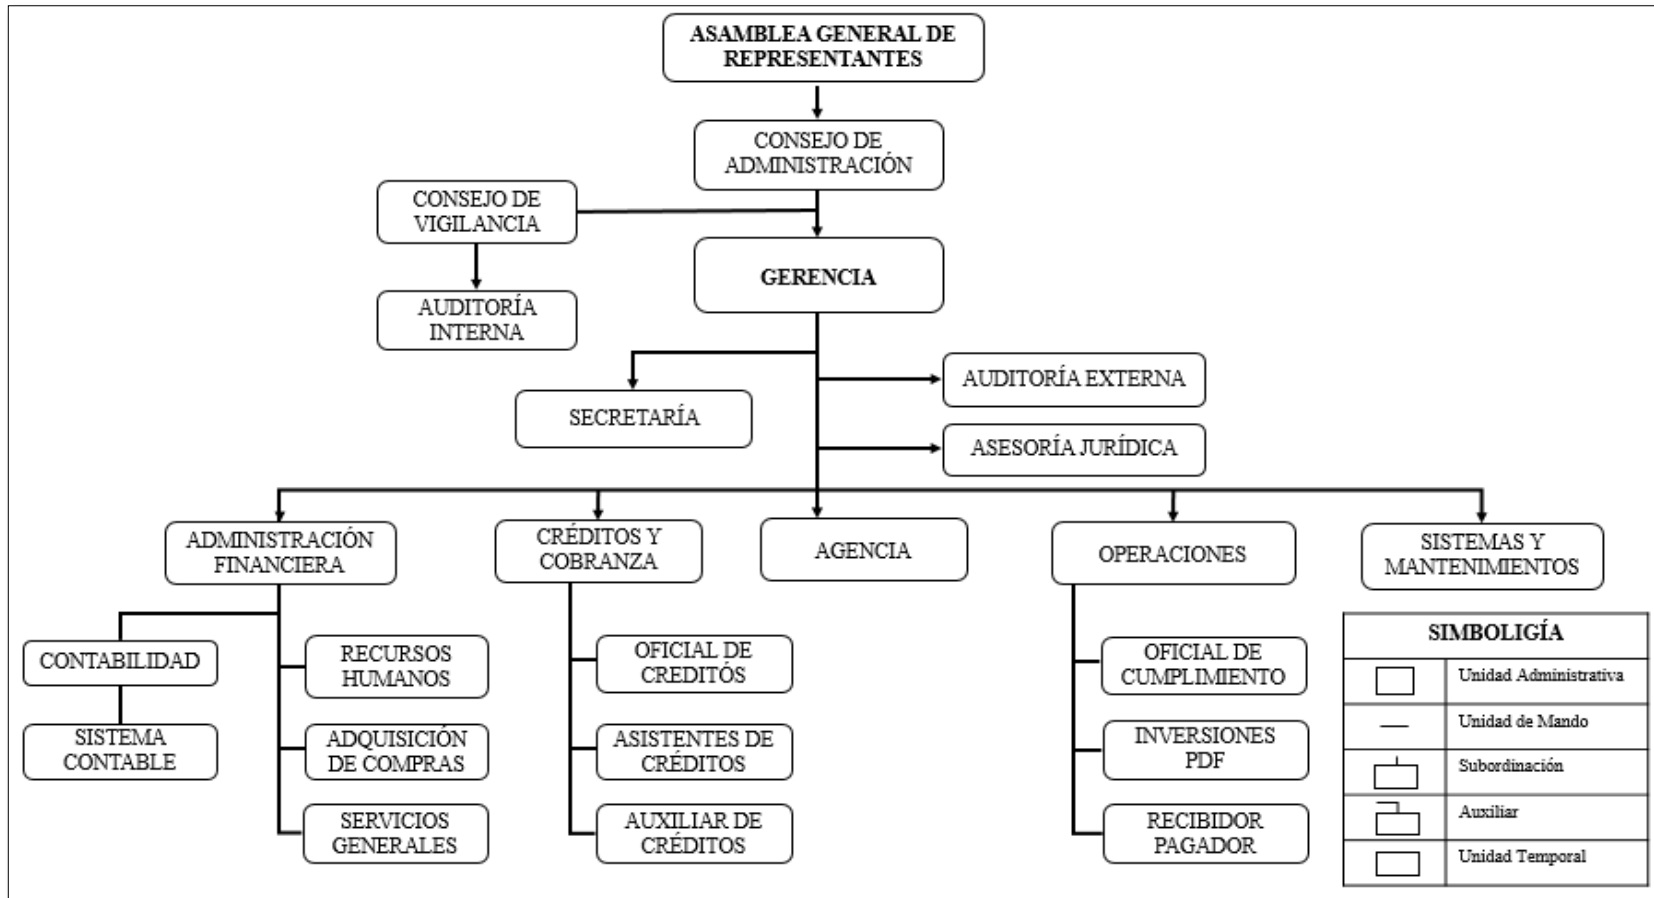 ASAMBLEA GENERAL DE
REPRESENTANTES
CONSEJO DE
ADMINISTRACIÓN
CONSEJO DE
VIGILANCIA
GERENCIA
AUDITORÍA
INTERNA
AUDITORÍA EXTERNA
SECRETARÍA
ASESORÍA JURÍDICA
ADMINISTRACIÓN
FINANCIERA
CRÉDITOS Y
COBRANZA
AGENCIA
OPERACIONES
SISTEMAS Y
MANTENIMIENTOS
CONTABILIDAD
SISTEMA
CONTABLE
RECURSOS
HUMANOS
ADQUISICIÓN
DE COMPRAS
SERVICIOS
GENERALES
OFICIAL DE
CREDITÓS
ASISTENTES DE
CRÉDITOS
AUXILIAR DE
CRÉDITOS
OFICIAL DE
CUMPLIMIENTO
INVERSIONES
PDF
RECIBIDOR
PAGADOR
SIMBOLIGÍA
Unidad Administrativa
Unidad de Mando
Subordinación
Auxiliar
Unidad Temporal